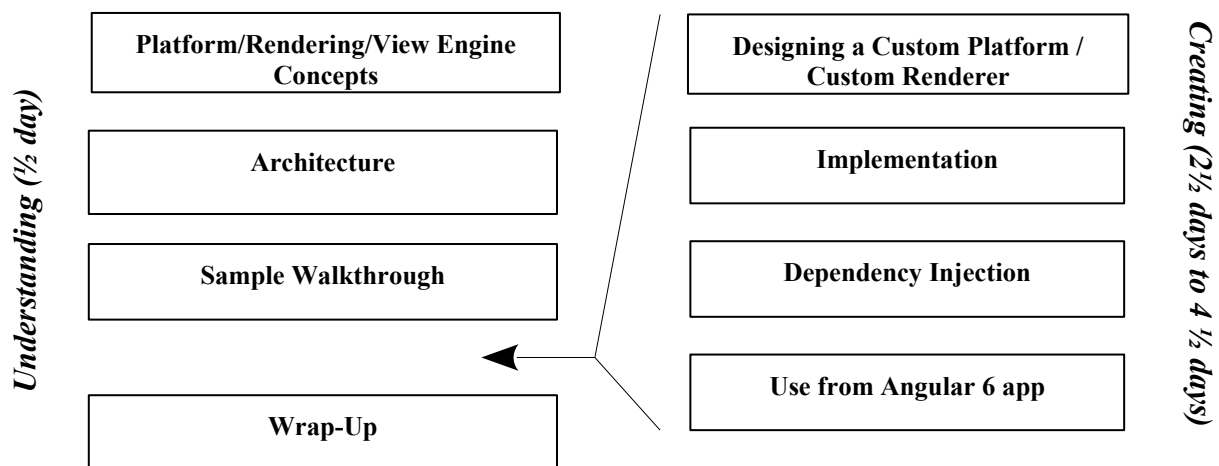 Understanding (½ day)
Platform/Rendering/View Engine
Concepts
Architecture
Sample Walkthrough
Wrap-Up
Designing a Custom Platform /
Custom Renderer
Implementation
Dependency Injection
Use from Angular 6 app
Creating (2½ days to 4 ½ days)